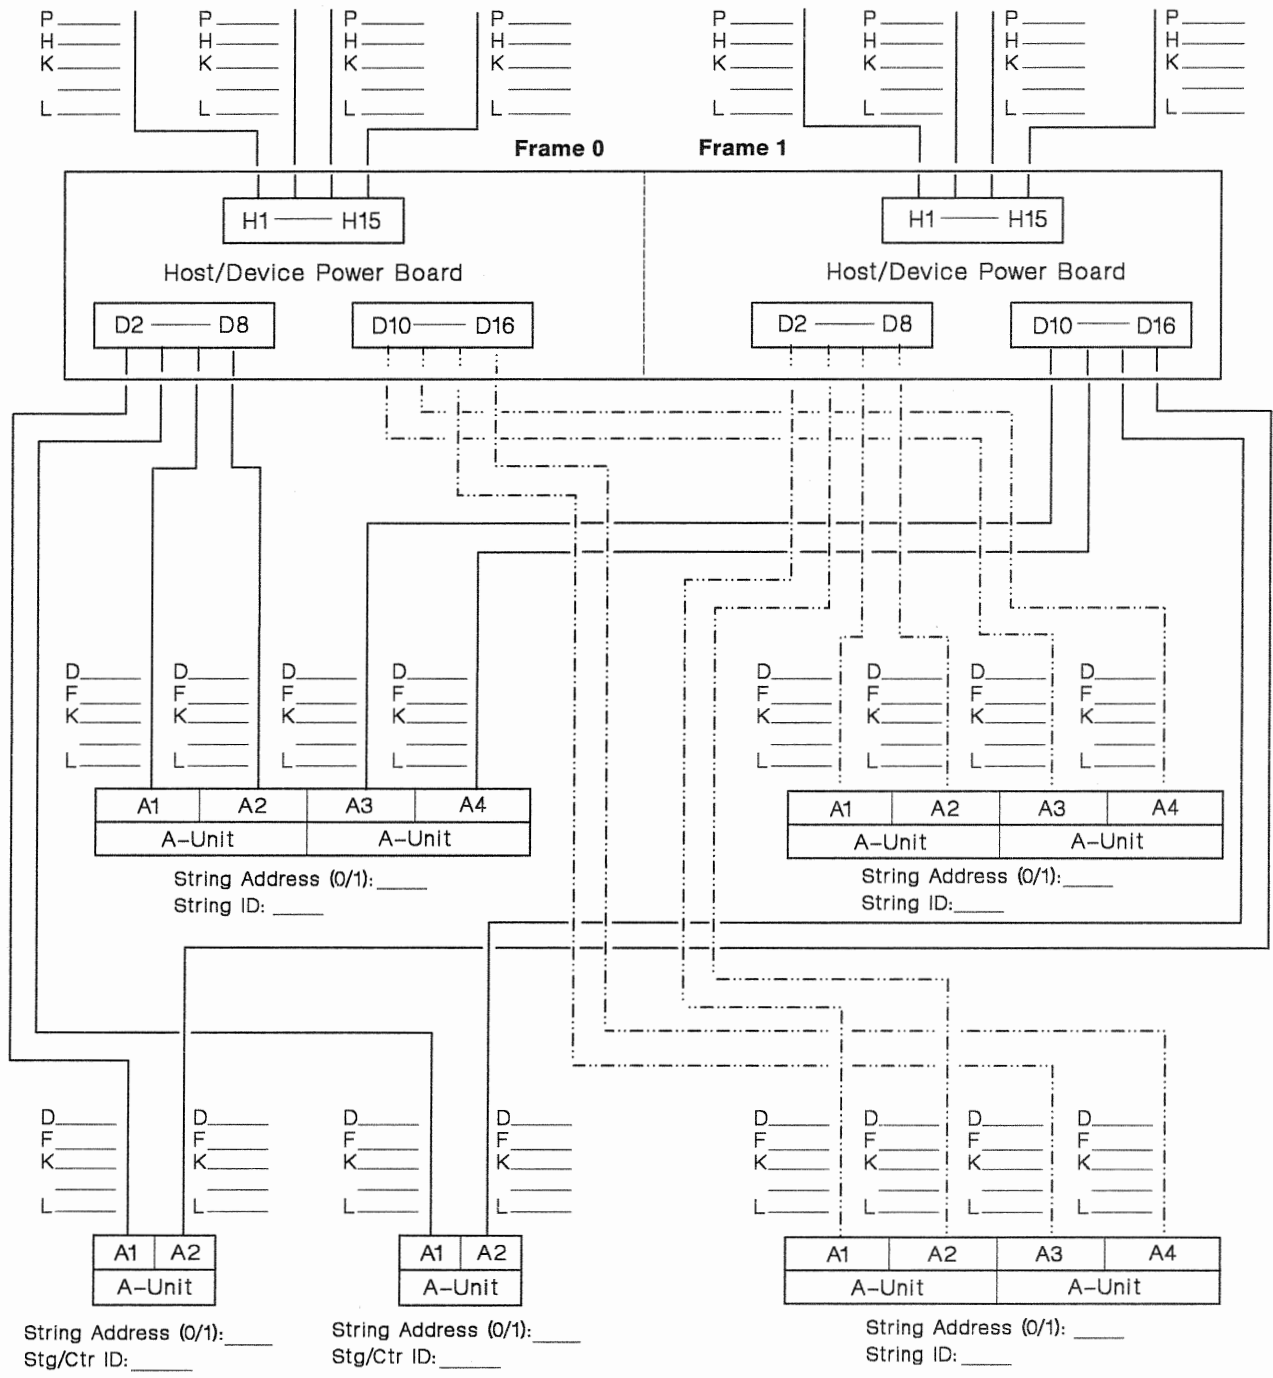 P P P P P P P P
H H H H H H H H
K K K K K K K K
L L L L L L L L
Frame 0 Frame 1
H1 H15 H1 H15
Host/Device Power Board Host/Device Power Board
D2 D8 D10 D16 D2 D8 D10 D16
D D D D D D D D
F F F F F F F F
K K K K K K K K
L L L L L L L L
A1 A2 A3 A4 A1 A2 A3 A4
A-Unit A-Unit A-Unit A-Unit
String Address (0/1): String Address (0/1):
String ID: String ID:
D D D D D D D D
F F F F F F F F
K K K K K K K K
L L L L L L L L
A1 A2 A1 A2 A1 A2 A3 A4
A-Unit A-Unit A-Unit A-Unit
String Address (0/1): String Address (0/1): String Address (0/1):
Stg/Ctr ID: Stg/Ctr ID: String ID: